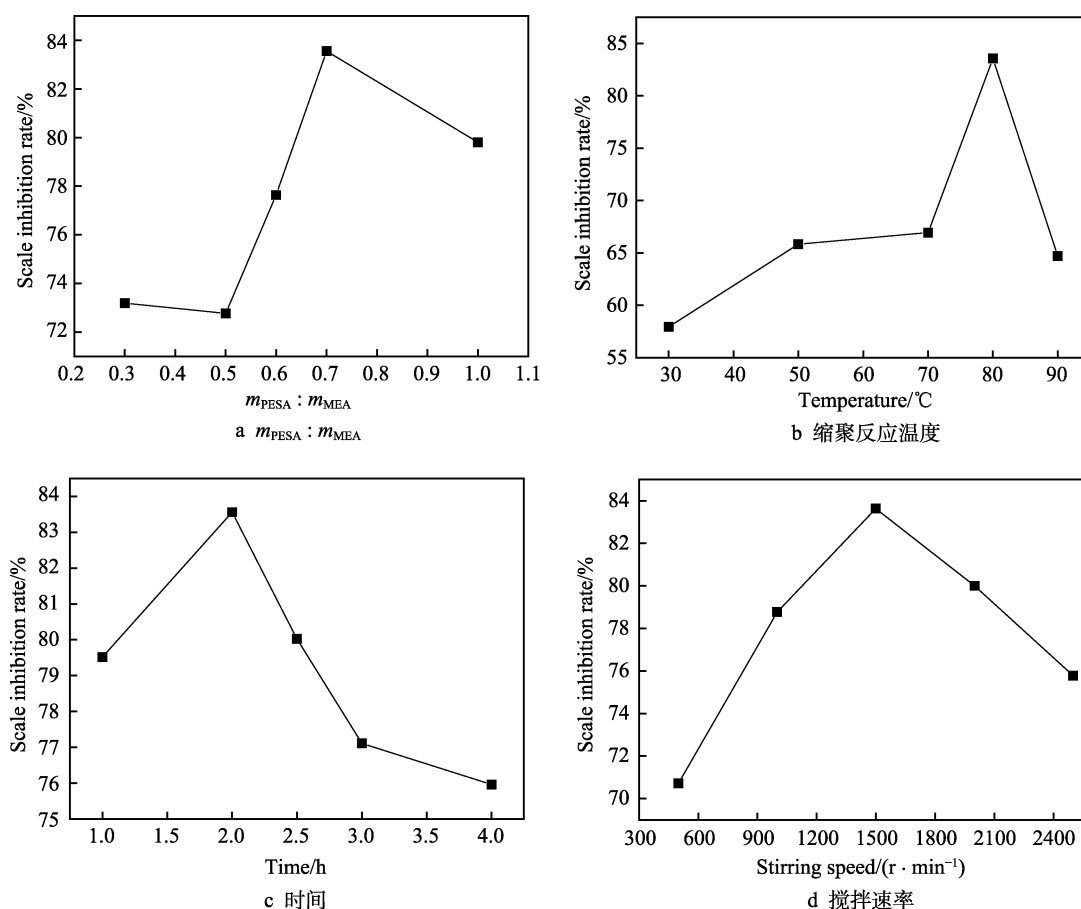 84
82
80
78
76
74
72
Scale inhibition rate/%
0.2 0.3 0.4 0.5 0.6 0.7 0.8 0.9 1.0 1.1
mPESA : mMEA
a mPESA : mMEA
85
80
75
70
65
60
55
Scale inhibition rate/%
30 40 50 60 70 80 90
Temperature/℃
b 缩聚反应温度
84
83
82
81
80
79
78
77
76
75
Scale inhibition rate/%
1.0 1.5 2.0 2.5 3.0 3.5 4.0
Time/h
c 时间
84
82
80
78
76
74
72
70
Scale inhibition rate/%
300 600 900 1200 1500 1800 2100 2400
Stirring speed/(r · min⁻¹)
d 搅拌速率